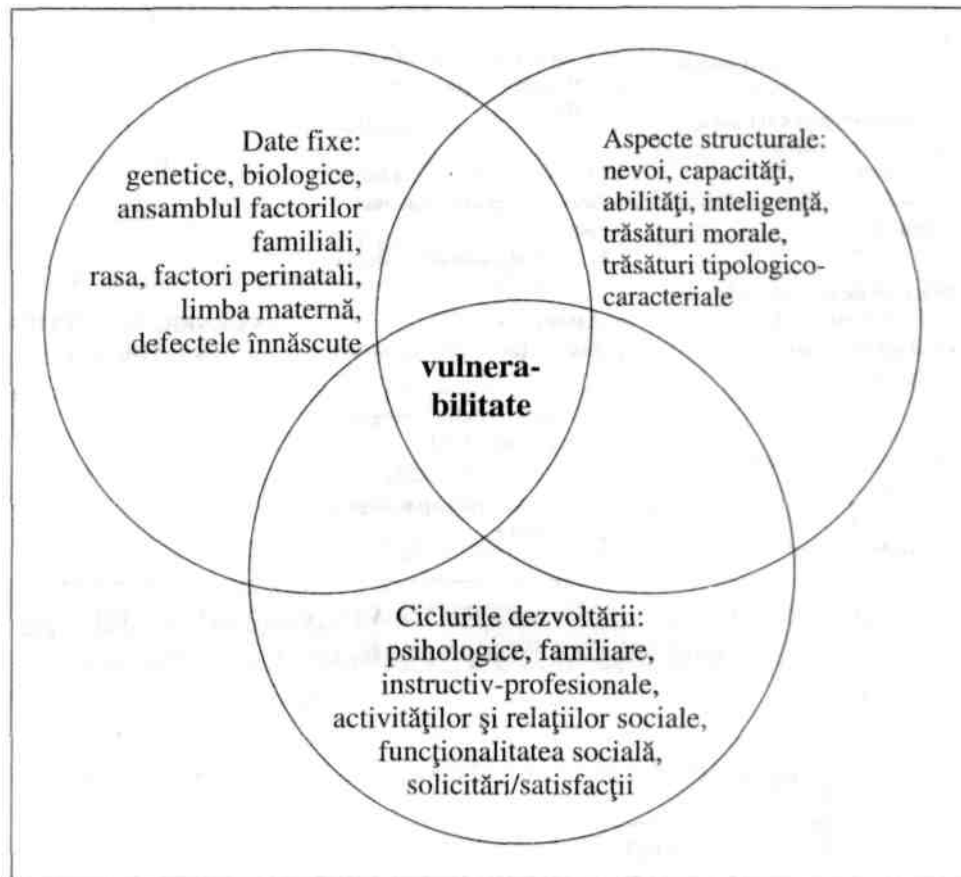 Date fixe:
genetice, biologice,
ansamblul factorilor
familiali,
rasa, factori perinatali,
limba maternă,
defectele înnăscute
Aspecte structurale:
nevoi, capacităţi,
abilităţi, inteligenţă,
trăsături morale,
trăsături tipologico-
caracteriale
vulnera-
bilitate
Ciclurile dezvoltării:
psihologice, familiare,
instructiv-profesionale,
activităţilor şi relaţiilor sociale,
funcţionalitatea socială,
solicitări/satisfacţii